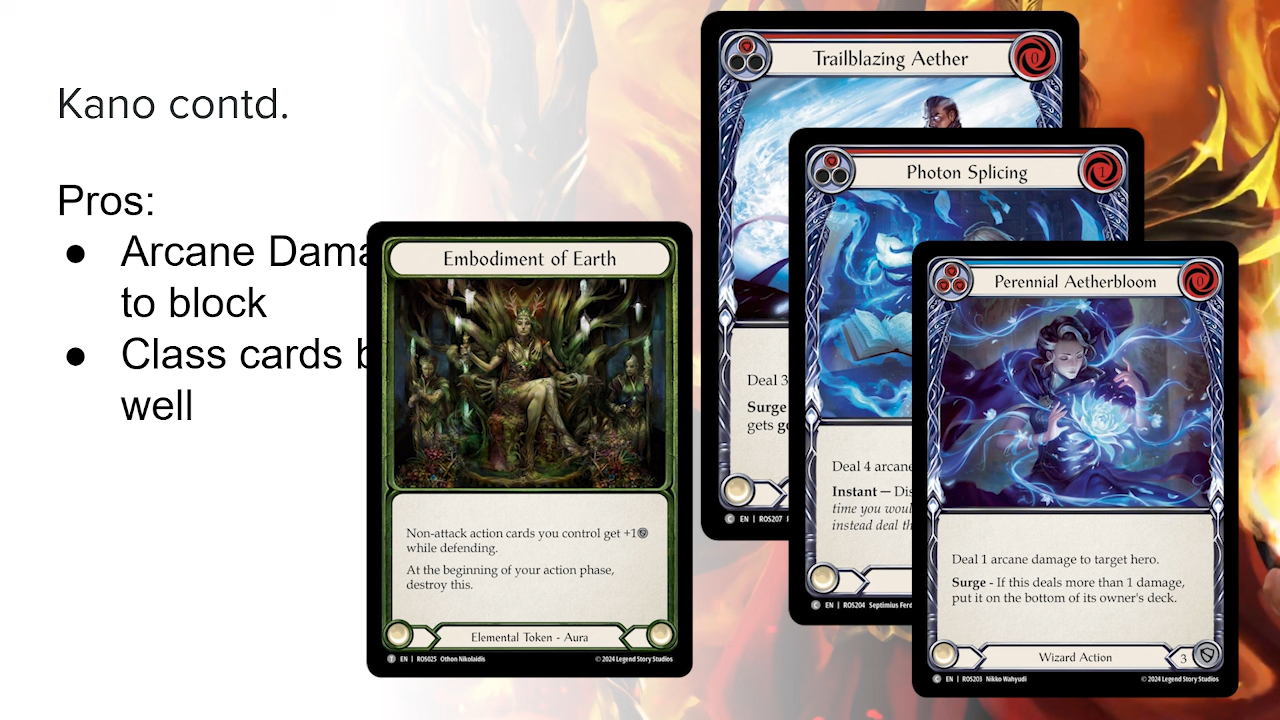 Kano contd.
Pros:
● Arcane Dama
to block
● Class cards b
well
Embodiment of Earth
Non-attack action cards you control get +1
while defending.
At the beginning of your action phase,
destroy this.
Elemental Token - Aura
T EN | ROS025 Othon Nikolaidis © 2024 Legend Story Studios
Trailblazing Aether
0
Deal 3
Surge
gets go
C EN | ROS207
Photon Splicing
1
Deal 4 arcane
Instant — Dis
time you woul
instead deal th
C EN | ROS204 Septimius Ferd
Perennial Aetherbloom
0
Deal 1 arcane damage to target hero.
Surge - If this deals more than 1 damage,
put it on the bottom of its owner's deck.
Wizard Action 3
C EN | ROS203 Nikko Wahyudi © 2024 Legend Story Studios